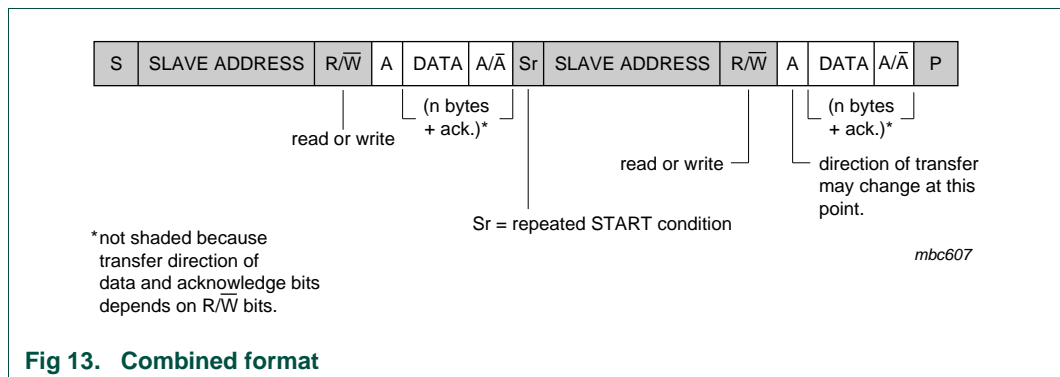 S SLAVE ADDRESS R/W̅ A DATA A/A̅ Sr SLAVE ADDRESS R/W̅ A DATA A/A̅ P
(n bytes
+ ack.)*
(n bytes
+ ack.)*
read or write
read or write
direction of transfer
may change at this
point.
Sr = repeated START condition
*not shaded because
transfer direction of
data and acknowledge bits
depends on R/W̅ bits.
mbc607
Fig 13. Combined format